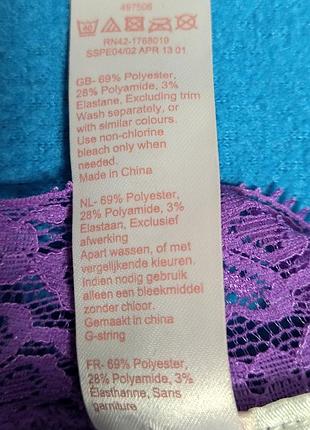 497506
40
RN42-1768019
SSPE04/02 APR 13 01
GB- 69% Polyester,
28% Polyamide, 3%
Elastane, Excluding trim
Wash separately, or
with similar colours.
Use non-chlorine
bleach only when
needed.
Made in China
NL- 69% Polyester,
28% Polyamide, 3%
Elastaan, Exclusief
afwerking
Apart wassen, of met
vergelijkende kleuren.
Indien nodig gebruik
alleen een bleekmiddel
zonder chloor.
Gemaakt in china
G-string
FR- 69% Polyester,
28% Polyamide, 3%
Elasthanne, Sans
garniture